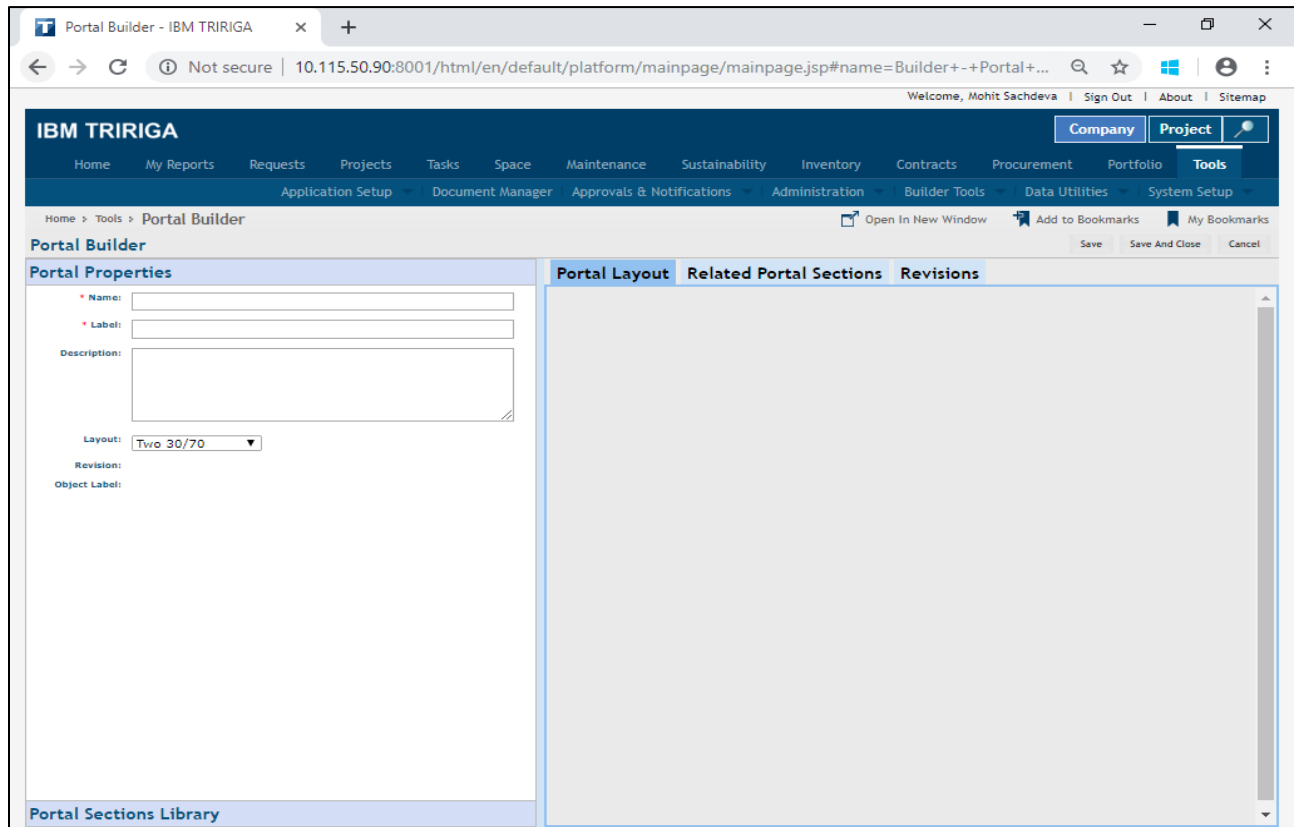 Portal Builder - IBM TRIRIGA
Not secure | 10.115.50.90:8001/html/en/default/platform/mainpage/mainpage.jsp#name=Builder+-+Portal+...
Welcome, Mohit Sachdeva | Sign Out | About | Sitemap
IBM TRIRIGA Company Project
Home My Reports Requests Projects Tasks Space Maintenance Sustainability Inventory Contracts Procurement Portfolio Tools
Application Setup Document Manager Approvals & Notifications Administration Builder Tools Data Utilities System Setup
Home > Tools > Portal Builder Open In New Window Add to Bookmarks My Bookmarks
Portal Builder Save Save And Close Cancel
Portal Properties Portal Layout Related Portal Sections Revisions
* Name:
* Label:
Description:
Layout: Two 30/70
Revision:
Object Label:
Portal Sections Library